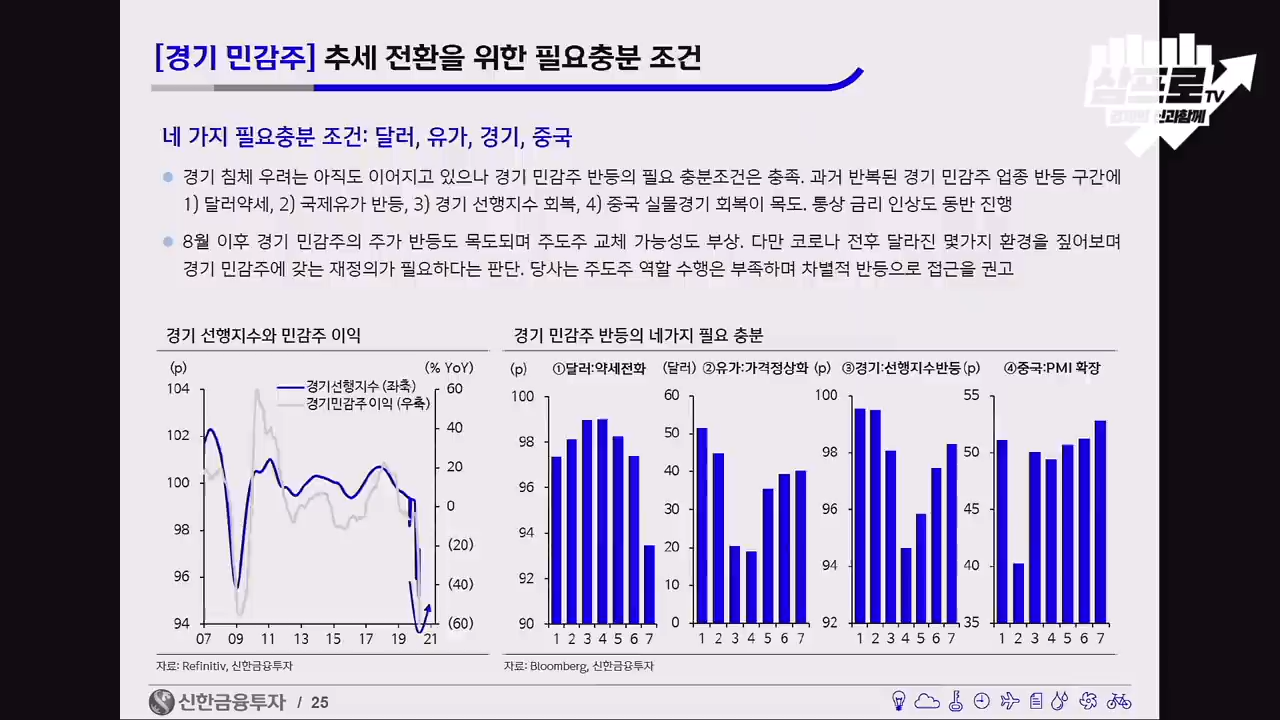 [경기 민감주] 추세 전환을 위한 필요충분 조건
삼프로TV
경제의 신과함께
네 가지 필요충분 조건: 달러, 유가, 경기, 중국
경기 침체 우려는 아직도 이어지고 있으나 경기 민감주 반등의 필요 충분조건은 충족. 과거 반복된 경기 민감주 업종 반등 구간에
1) 달러약세, 2) 국제유가 반등, 3) 경기 선행지수 회복, 4) 중국 실물경기 회복이 목도. 통상 금리 인상도 동반 진행
8월 이후 경기 민감주의 주가 반등도 목도되며 주도주 교체 가능성도 부상. 다만 코로나 전후 달라진 몇가지 환경을 짚어보며
경기 민감주에 갖는 재정의가 필요하다는 판단. 당사는 주도주 역할 수행은 부족하며 차별적 반등으로 접근을 권고
경기 선행지수와 민감주 이익
(p) (% YoY)
경기선행지수 (좌축)
경기민감주 이익 (우축)
104 60
102 40
20
100 0
98 (20)
96 (40)
94 (60)
07 09 11 13 15 17 19 21
자료: Refinitiv, 신한금융투자
경기 민감주 반등의 네가지 필요 충분
(p) ①달러:약세전화
100
98
96
94
92
90
1 2 3 4 5 6 7
(달러) ②유가:가격정상화
60
50
40
30
20
10
0
1 2 3 4 5 6 7
(p) ③경기:선행지수반등
100
98
96
94
92
1 2 3 4 5 6 7
(p) ④중국:PMI 확장
55
50
45
40
35
1 2 3 4 5 6 7
자료: Bloomberg, 신한금융투자
신한금융투자 / 25